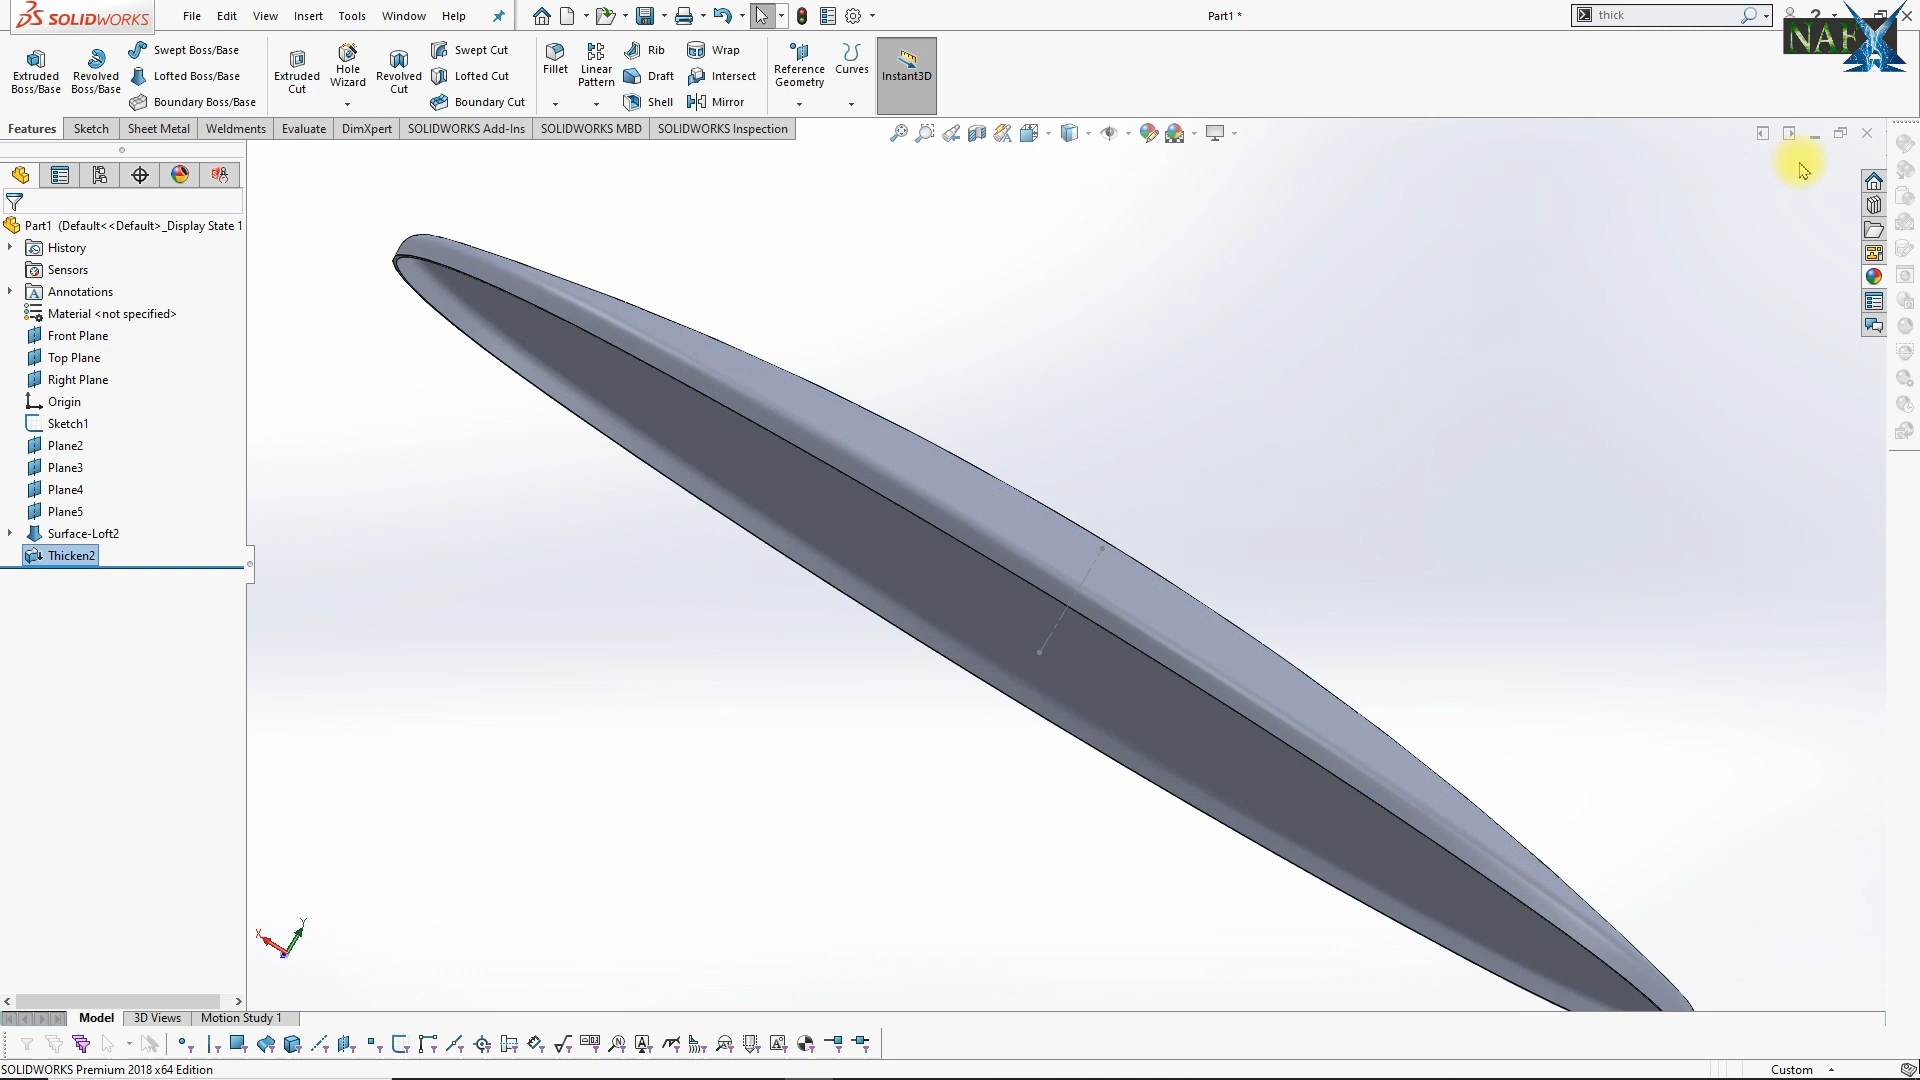 SOLIDWORKS File Edit View Insert Tools Window Help Part1 * thick
NAFX
Extruded Boss/Base
Revolved Boss/Base
Swept Boss/Base
Lofted Boss/Base
Boundary Boss/Base
Extruded Cut
Hole Wizard
Revolved Cut
Swept Cut
Lofted Cut
Boundary Cut
Fillet
Linear Pattern
Rib
Draft
Shell
Wrap
Intersect
Mirror
Reference Geometry
Curves
Instant3D
Features Sketch Sheet Metal Weldments Evaluate DimXpert SOLIDWORKS Add-Ins SOLIDWORKS MBD SOLIDWORKS Inspection
Part1 (Default<<Default>_Display State 1
History
Sensors
Annotations
Material <not specified>
Front Plane
Top Plane
Right Plane
Origin
Sketch1
Plane2
Plane3
Plane4
Plane5
Surface-Loft2
Thicken2
Y
X
Model 3D Views Motion Study 1
SOLIDWORKS Premium 2018 x64 Edition Custom